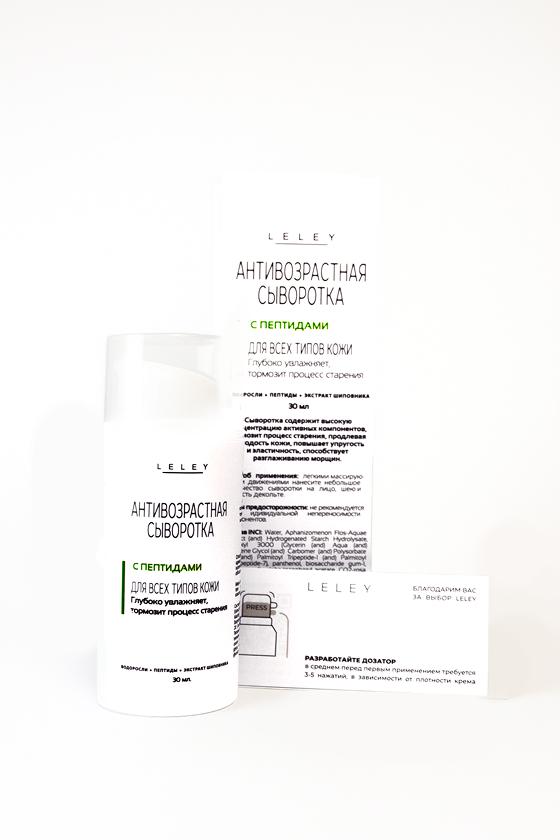 LELEY
АНТИВОЗРАСТНАЯ
СЫВОРОТКА
С ПЕПТИДАМИ
ДЛЯ ВСЕХ ТИПОВ КОЖИ
Глубоко увлажняет,
тормозит процесс старения
ПЕПТИДЫ • ЭКСТРАКТ ШИПОВНИКА
30 мл
Сыворотка содержит высокую
активных компонентов,
процесс старения, продлевая
кожи, повышает упругость
и эластичность, способствует
разглаживанию морщин.
применения: легкими массирую-
движениями нанесите небольшое
сыворотки на лицо, шею и
декольте.
предосторожности: не рекомендуется
непереносимости
INCI: Water, Aphanizomenon Flos-Aquae
(and) Hydrogenated Starch Hydrolysate,
3000 (Glycerin (and) Aqua (and)
Glycol (and) Carbomer (and) Polysorbate
(and) Palmitoyl Tripeptide-1 (and) Palmitoyl
panthenol, biosaccharide gum-1,
LELEY
АНТИВОЗРАСТНАЯ
СЫВОРОТКА
С ПЕПТИДАМИ
ДЛЯ ВСЕХ ТИПОВ КОЖИ
Глубоко увлажняет,
тормозит процесс старения
ВОДОРОСЛИ • ПЕПТИДЫ • ЭКСТРАКТ ШИПОВНИКА
30 мл
LELEY
БЛАГОДАРИМ ВАС
ЗА ВЫБОР LELEY
PRESS
РАЗРАБОТАЙТЕ ДОЗАТОР
в среднем перед первым применением требуется
3-5 нажатий, в зависимости от плотности крема